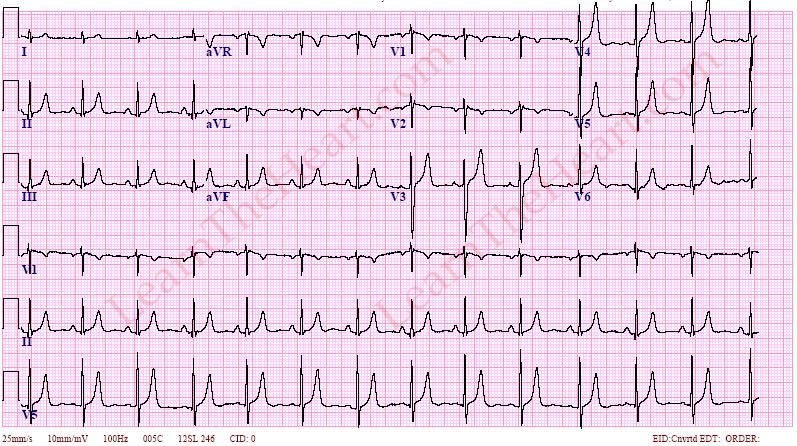 I aVR V1 V4
II aVL V2 V5
III aVF V3 V6
V1
II
V5
LearnTheHeart.com
LearnTheHeart.com
25mm/s 10mm/mV 100Hz 005C 12SL 246 CID: 0 EID:Cnvrtd EDT: ORDER: